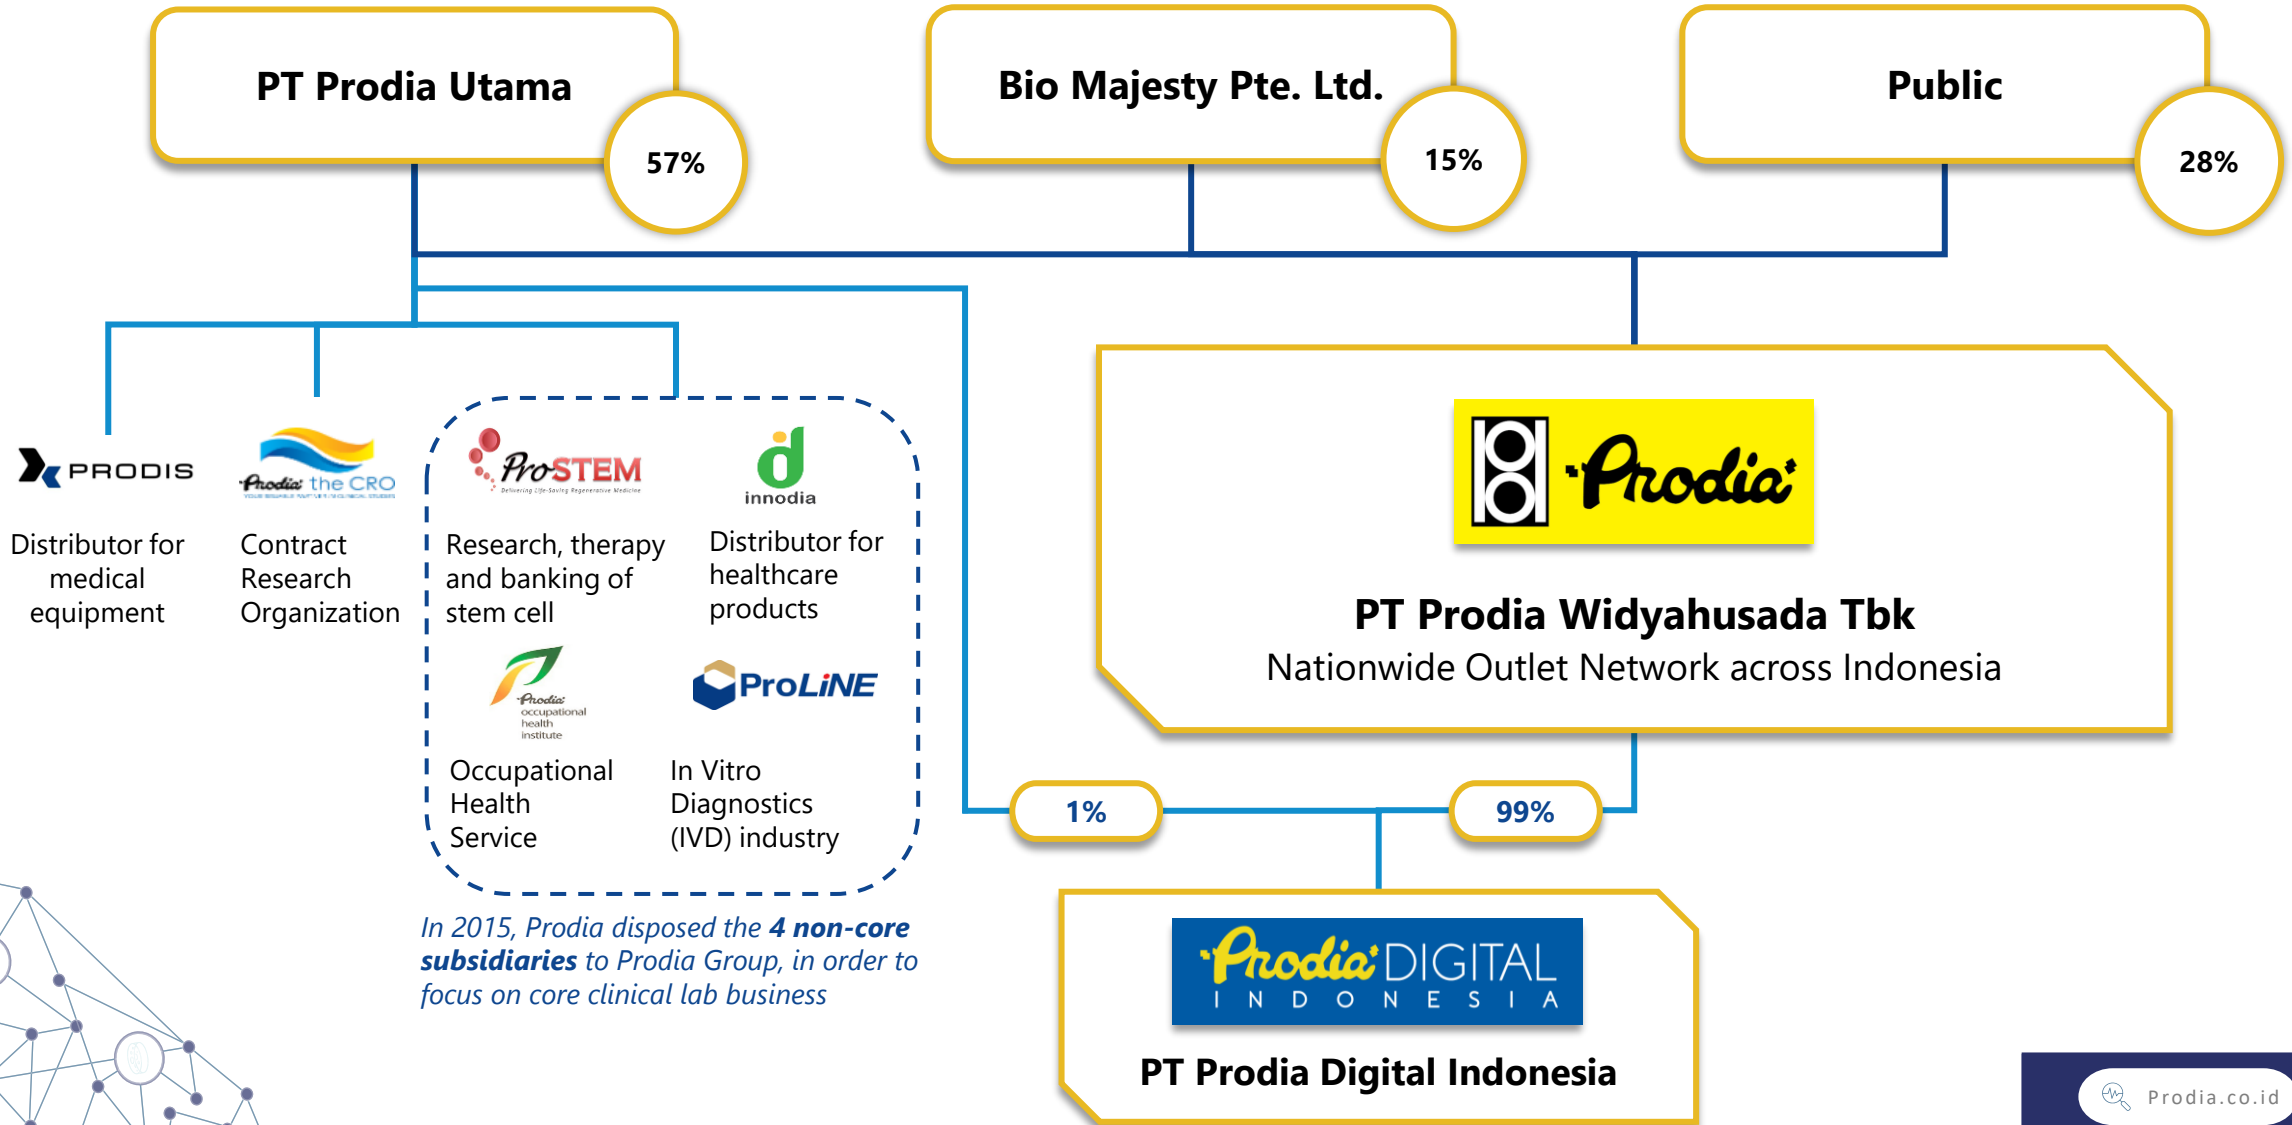 PT Prodia Utama
57%
Bio Majesty Pte. Ltd.
15%
Public
28%
PRODIS
Distributor for
medical
equipment
Prodia the CRO
Contract
Research
Organization
ProSTEM
Delivering Life-Saving Regenerative Medicine
Research, therapy
and banking of
stem cell
innodia
Distributor for
healthcare
products
Prodia
occupational
health
institute
Occupational
Health
Service
ProLiNE
In Vitro
Diagnostics
(IVD) industry
In 2015, Prodia disposed the 4 non-core
subsidiaries to Prodia Group, in order to
focus on core clinical lab business
Prodia
PT Prodia Widyahusada Tbk
Nationwide Outlet Network across Indonesia
1%
99%
Prodia DIGITAL
INDONESIA
PT Prodia Digital Indonesia
Prodia.co.id